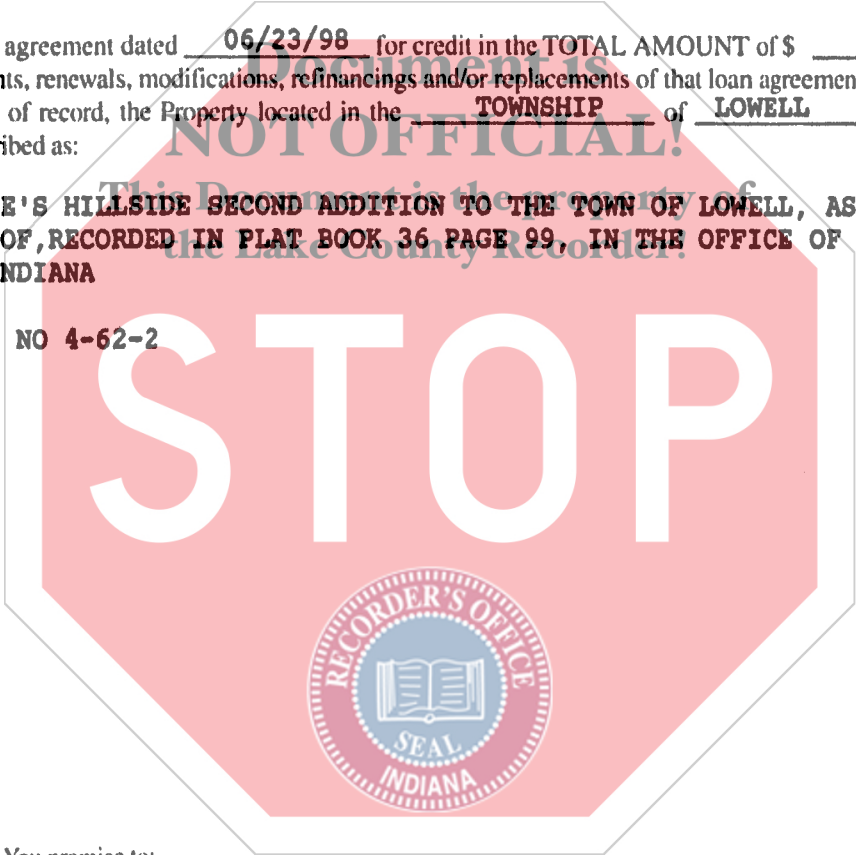 agreement dated 06/23/98 for credit in the TOTAL AMOUNT of $
nts, renewals, modifications, refinancings and/or replacements of that loan agreemen
of record, the Property located in the TOWNSHIP of LOWELL
ibed as:
Document is
NOT OFFICIAL!
This Document is the property of
the Lake County Recorder!
E'S HILLSIDE SECOND ADDITION TO THE TOWN OF LOWELL, AS
OF,RECORDED IN PLAT BOOK 36 PAGE 99, IN THE OFFICE OF
NDIANA
NO 4-62-2
STOP
RECORDER'S OFFICE
SEAL
INDIANA
You promise to: